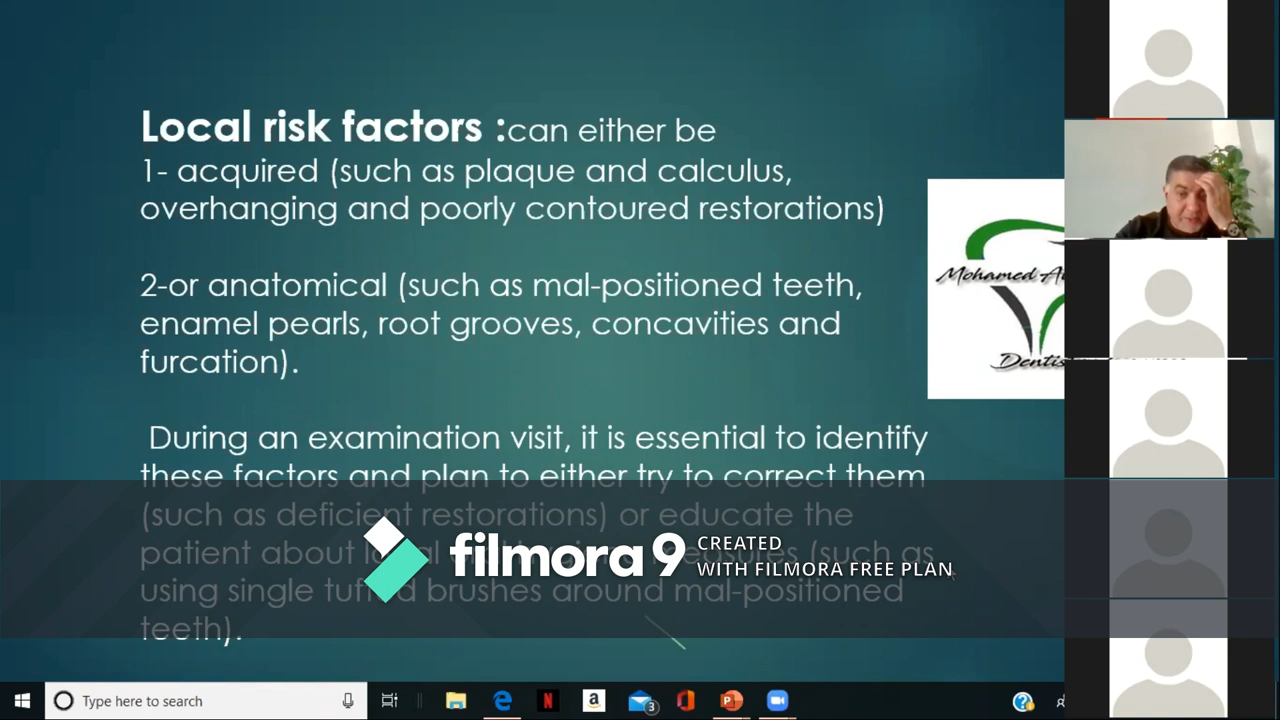 Local risk factors :can either be
1- acquired (such as plaque and calculus,
overhanging and poorly contoured restorations)
2-or anatomical (such as mal-positioned teeth,
enamel pearls, root grooves, concavities and
furcation).
During an examination visit, it is essential to identify
these factors and plan to either try to correct them
(such as deficient restorations) or educate the
patient about (such as
using single brushes around mal-positioned
teeth).
Mohamed
filmora 9 CREATED
WITH FILMORA FREE PLAN
Type here to search
3